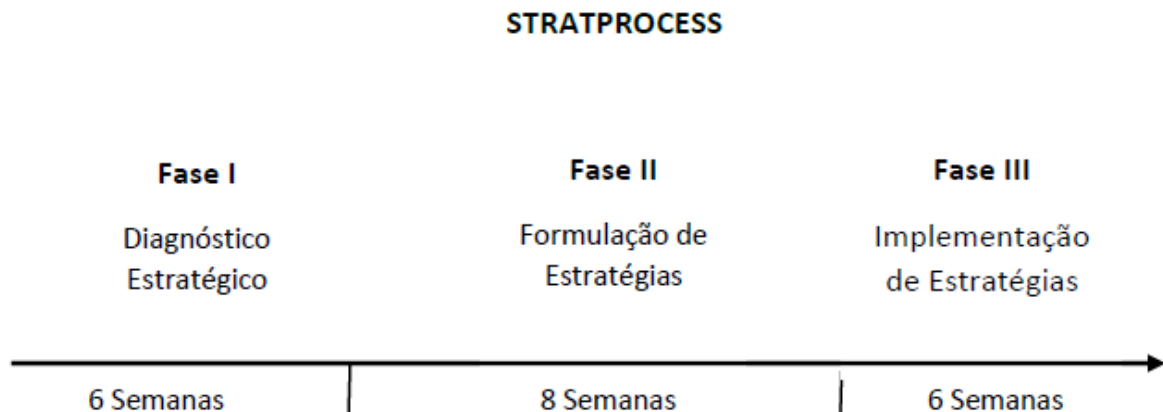 STRATPROCESS
Fase I
Diagnóstico
Estratégico
Fase II
Formulação de
Estratégias
Fase III
Implementação
de Estratégias
6 Semanas
8 Semanas
6 Semanas